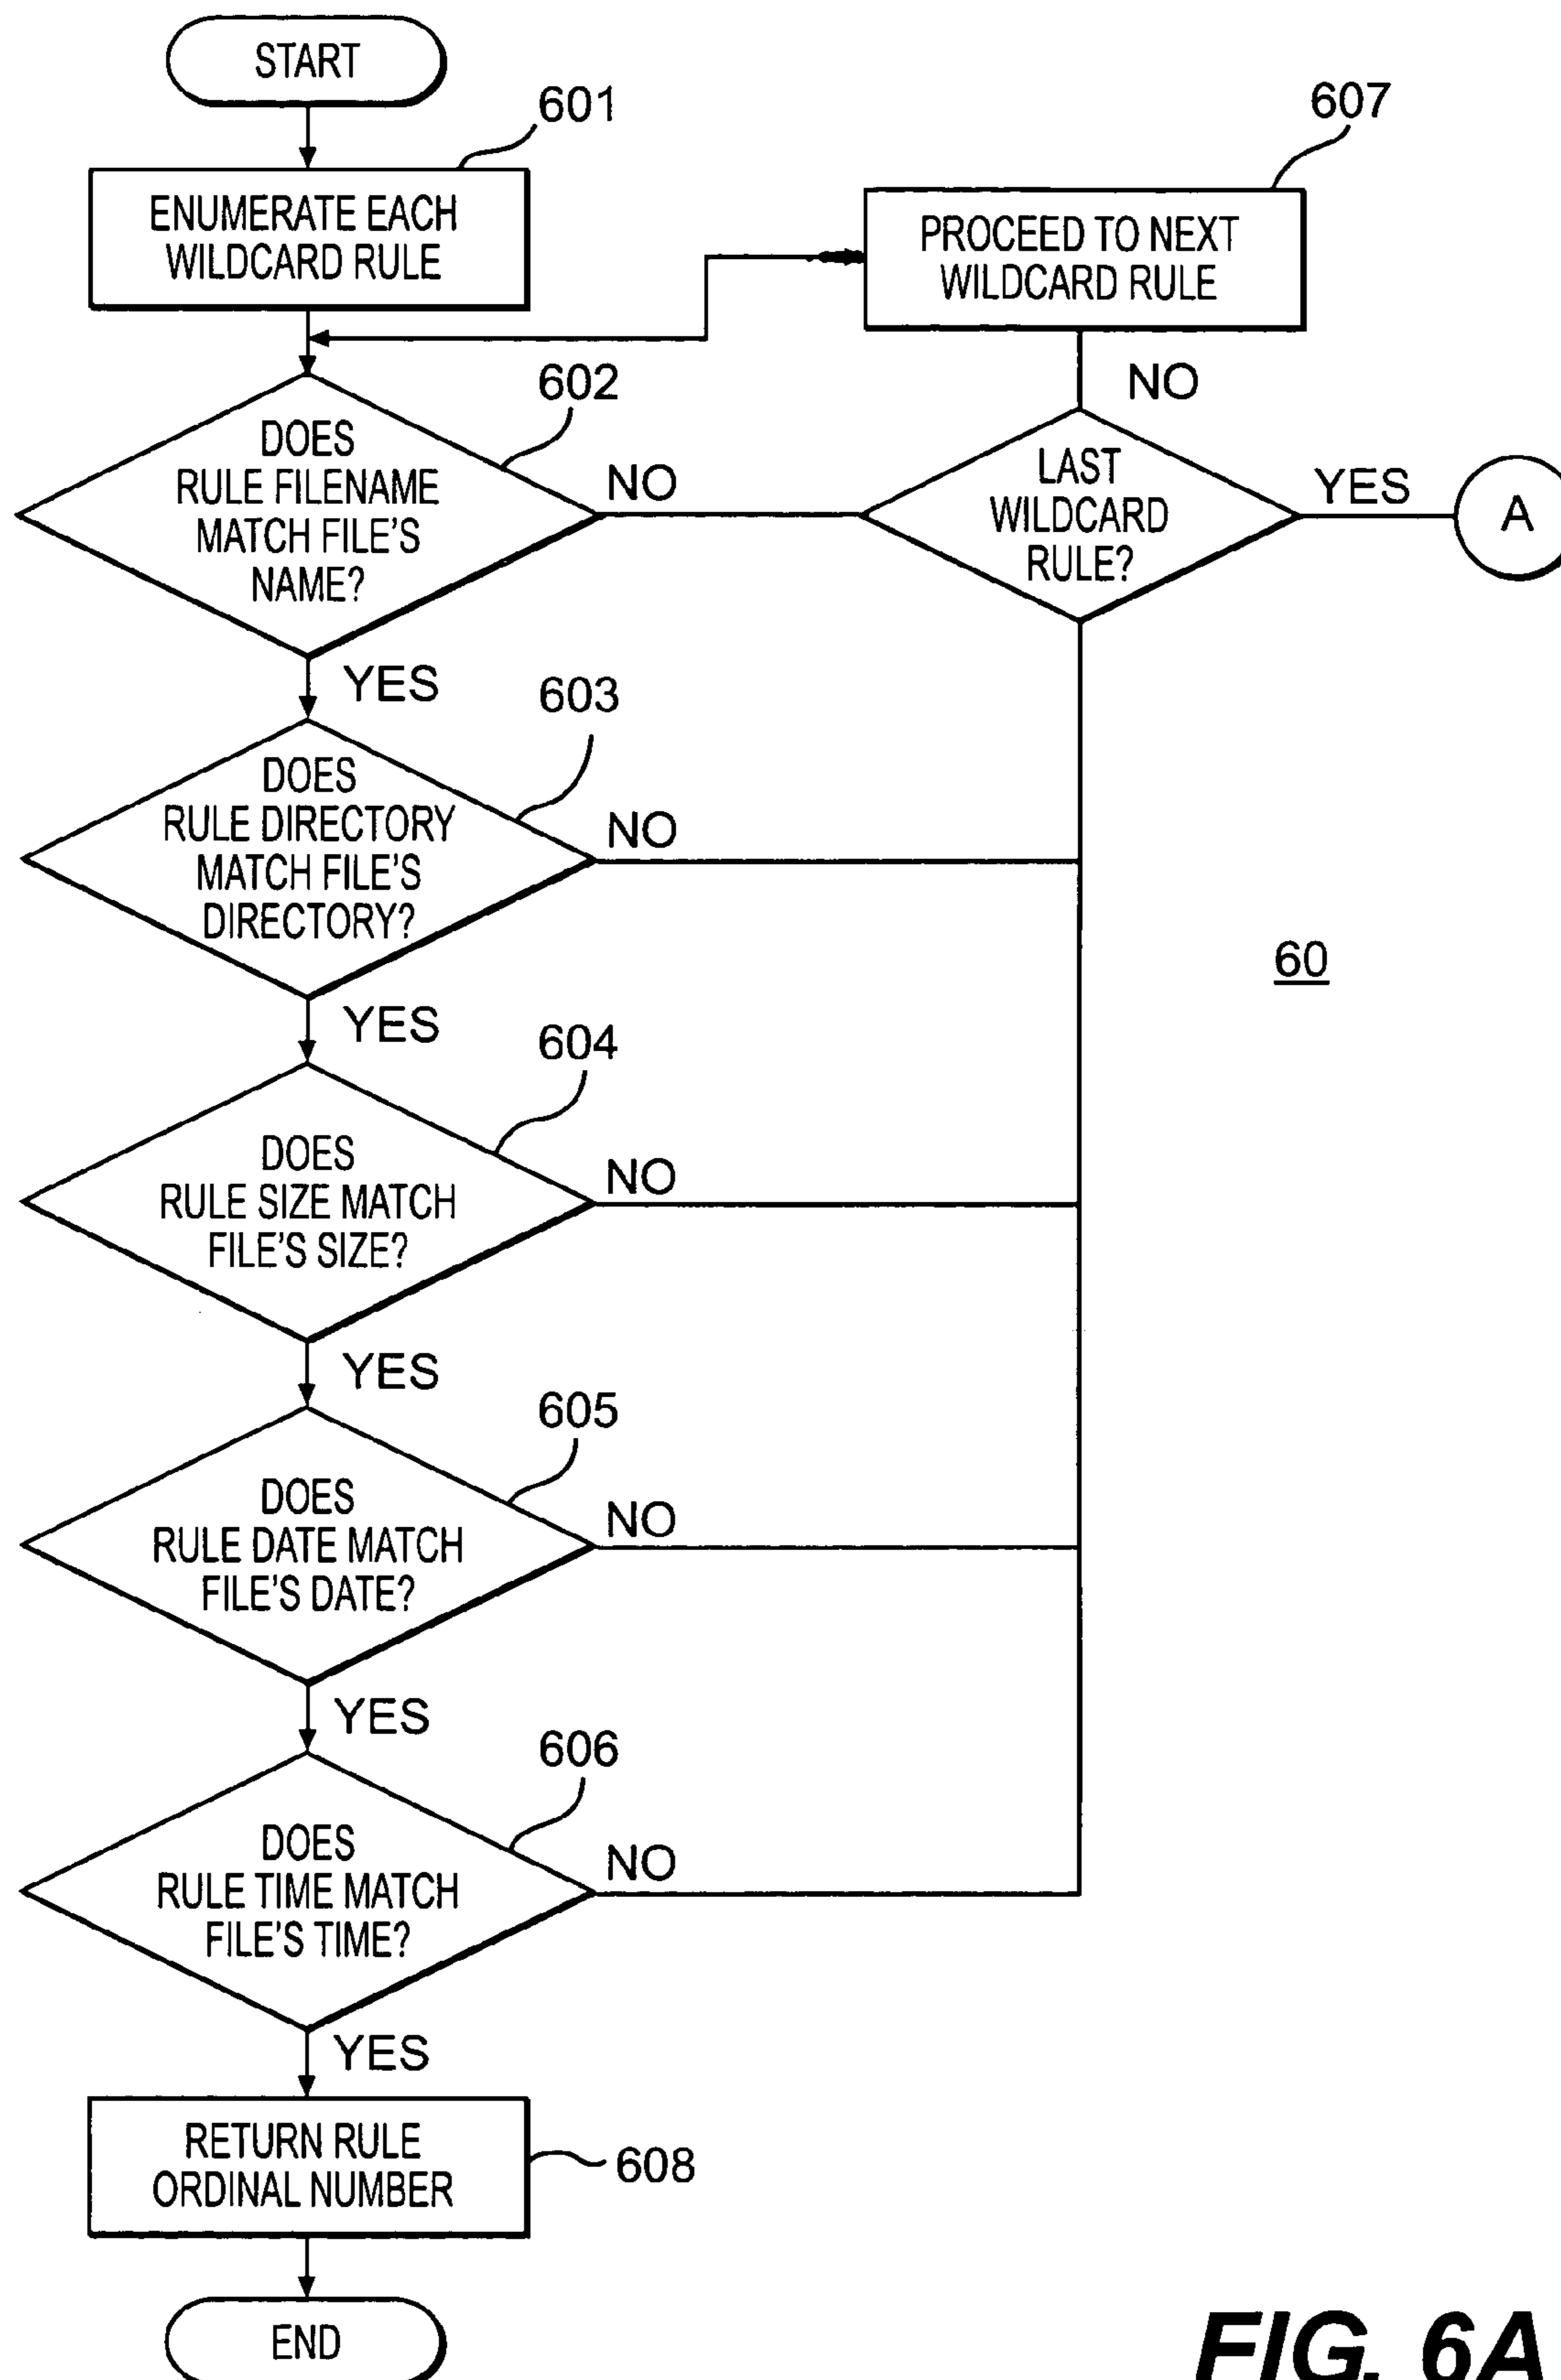 START
601
ENUMERATE EACH
WILDCARD RULE
607
PROCEED TO NEXT
WILDCARD RULE
NO
602
DOES
RULE FILENAME
MATCH FILE'S
NAME?
NO
LAST
WILDCARD
RULE?
YES
A
YES
603
DOES
RULE DIRECTORY
MATCH FILE'S
DIRECTORY?
NO
60
YES
604
DOES
RULE SIZE MATCH
FILE'S SIZE?
NO
YES
605
DOES
RULE DATE MATCH
FILE'S DATE?
NO
YES
606
DOES
RULE TIME MATCH
FILE'S TIME?
NO
YES
RETURN RULE
ORDINAL NUMBER
608
END
FIG. 6A